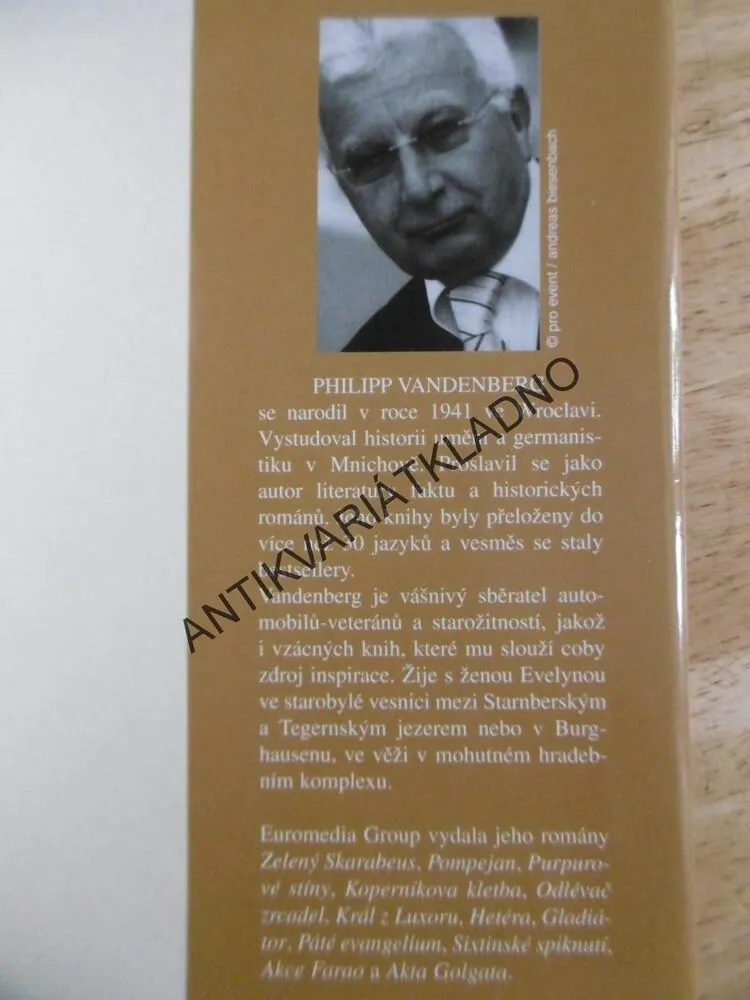 © pro event / andreas biesenbach
PHILIPP VANDENBERG
se narodil v roce 1941 ve Wroclavi.
Vystudoval historii umění a germanis-
tiku v Mnichově. Proslavil se jako
autor literatury faktu a historických
románů. Jeho knihy byly přeloženy do
více než 30 jazyků a vesměs se staly
bestsellery.
Vandenberg je vášnivý sběratel auto-
mobilů-veteránů a starožitností, jakož
i vzácných knih, které mu slouží coby
zdroj inspirace. Žije s ženou Evelynou
ve starobylé vesnici mezi Starnberským
a Tegernským jezerem nebo v Burg-
hausenu, ve věži v mohutném hradeb-
ním komplexu.
Euromedia Group vydala jeho romány
Zelený Skarabeus, Pompejan, Purpuro-
vé stíny, Koperníkova kletba, Odlévač
zrcadel, Král z Luxoru, Hetéra, Gladiá-
tor, Páté evangelium, Sixtinské spiknutí,
Akce Farao a Akta Golgata.
ANTIKVARIÁTKLADNO